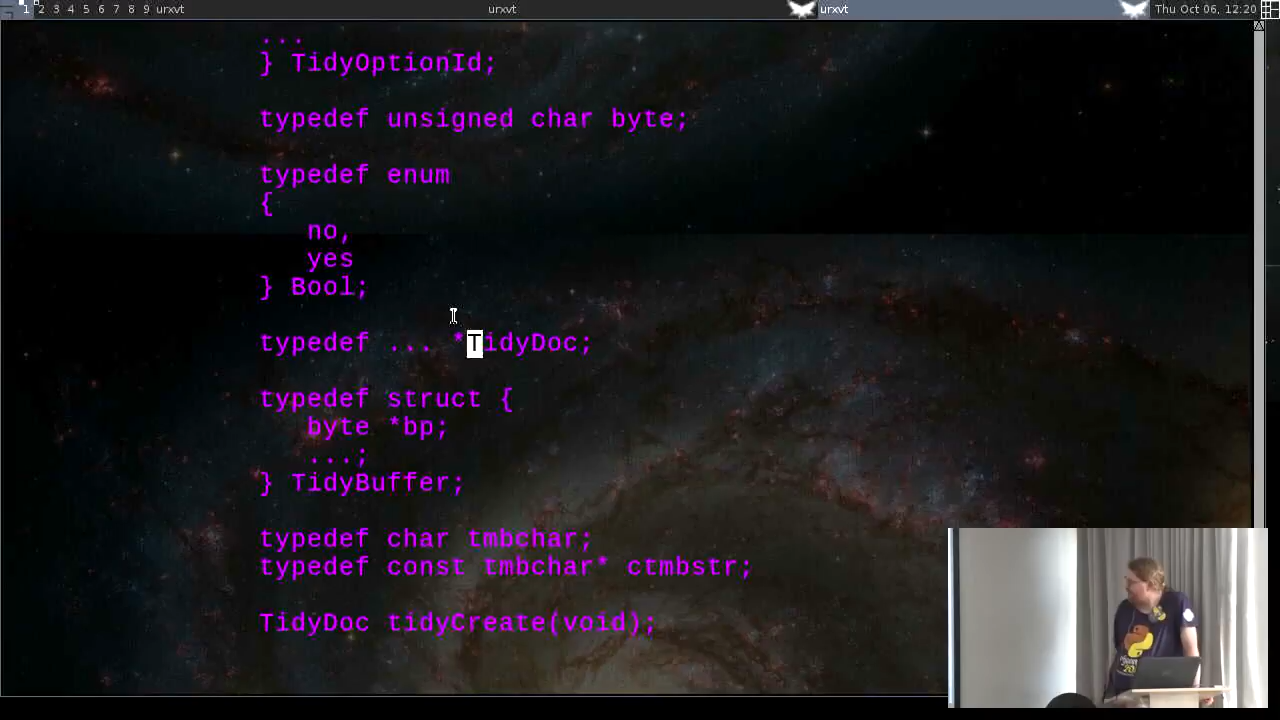 1 2 3 4 5 6 7 8 9 urxvt urxvt urxvt Thu Oct 06, 12:20
...
} TidyOptionId;
typedef unsigned char byte;
typedef enum
{
no,
yes
} Bool;
typedef ... *TidyDoc;
typedef struct {
byte *bp;
...;
} TidyBuffer;
typedef char tmbchar;
typedef const tmbchar* ctmbstr;
TidyDoc tidyCreate(void);